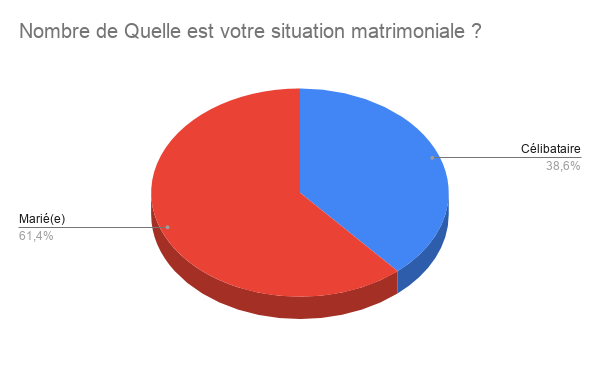 Nombre de Quelle est votre situation matrimoniale ?
Célibataire
38,6%
Marié(e)
61,4%